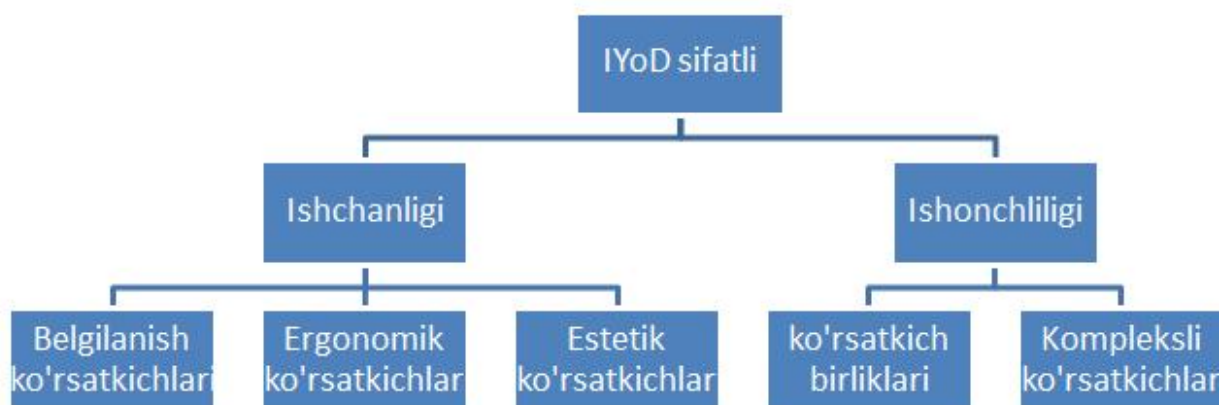 IYoD sifatli
Ishchanligi
Ishonchliligi
Belgilanish
ko'rsatkichlari
Ergonomik
ko'rsatkichlar
Estetik
ko'rsatkichlar
ko'rsatkich
birliklari
Kompleksli
ko'rsatkichlar